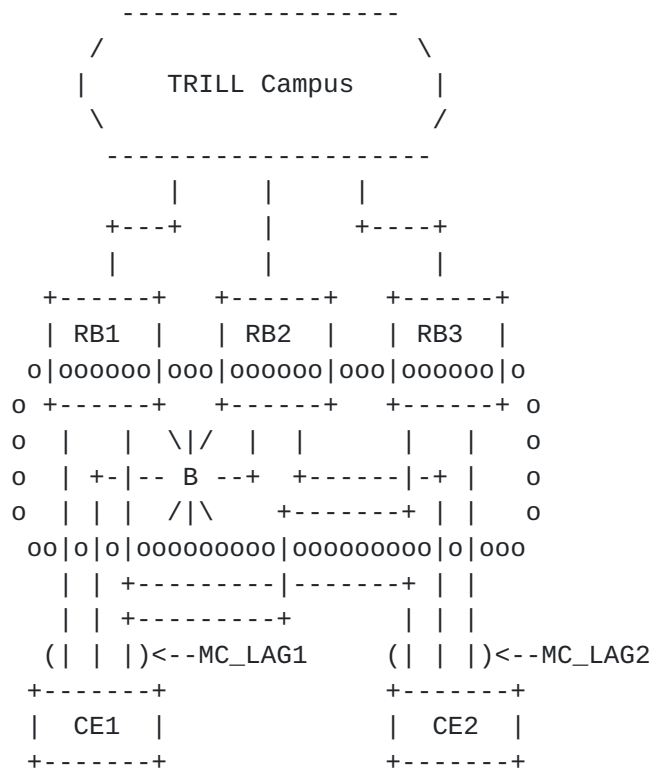 TRILL Campus
RB1 RB2 RB3
B
MC_LAG1 MC_LAG2
CE1 CE2